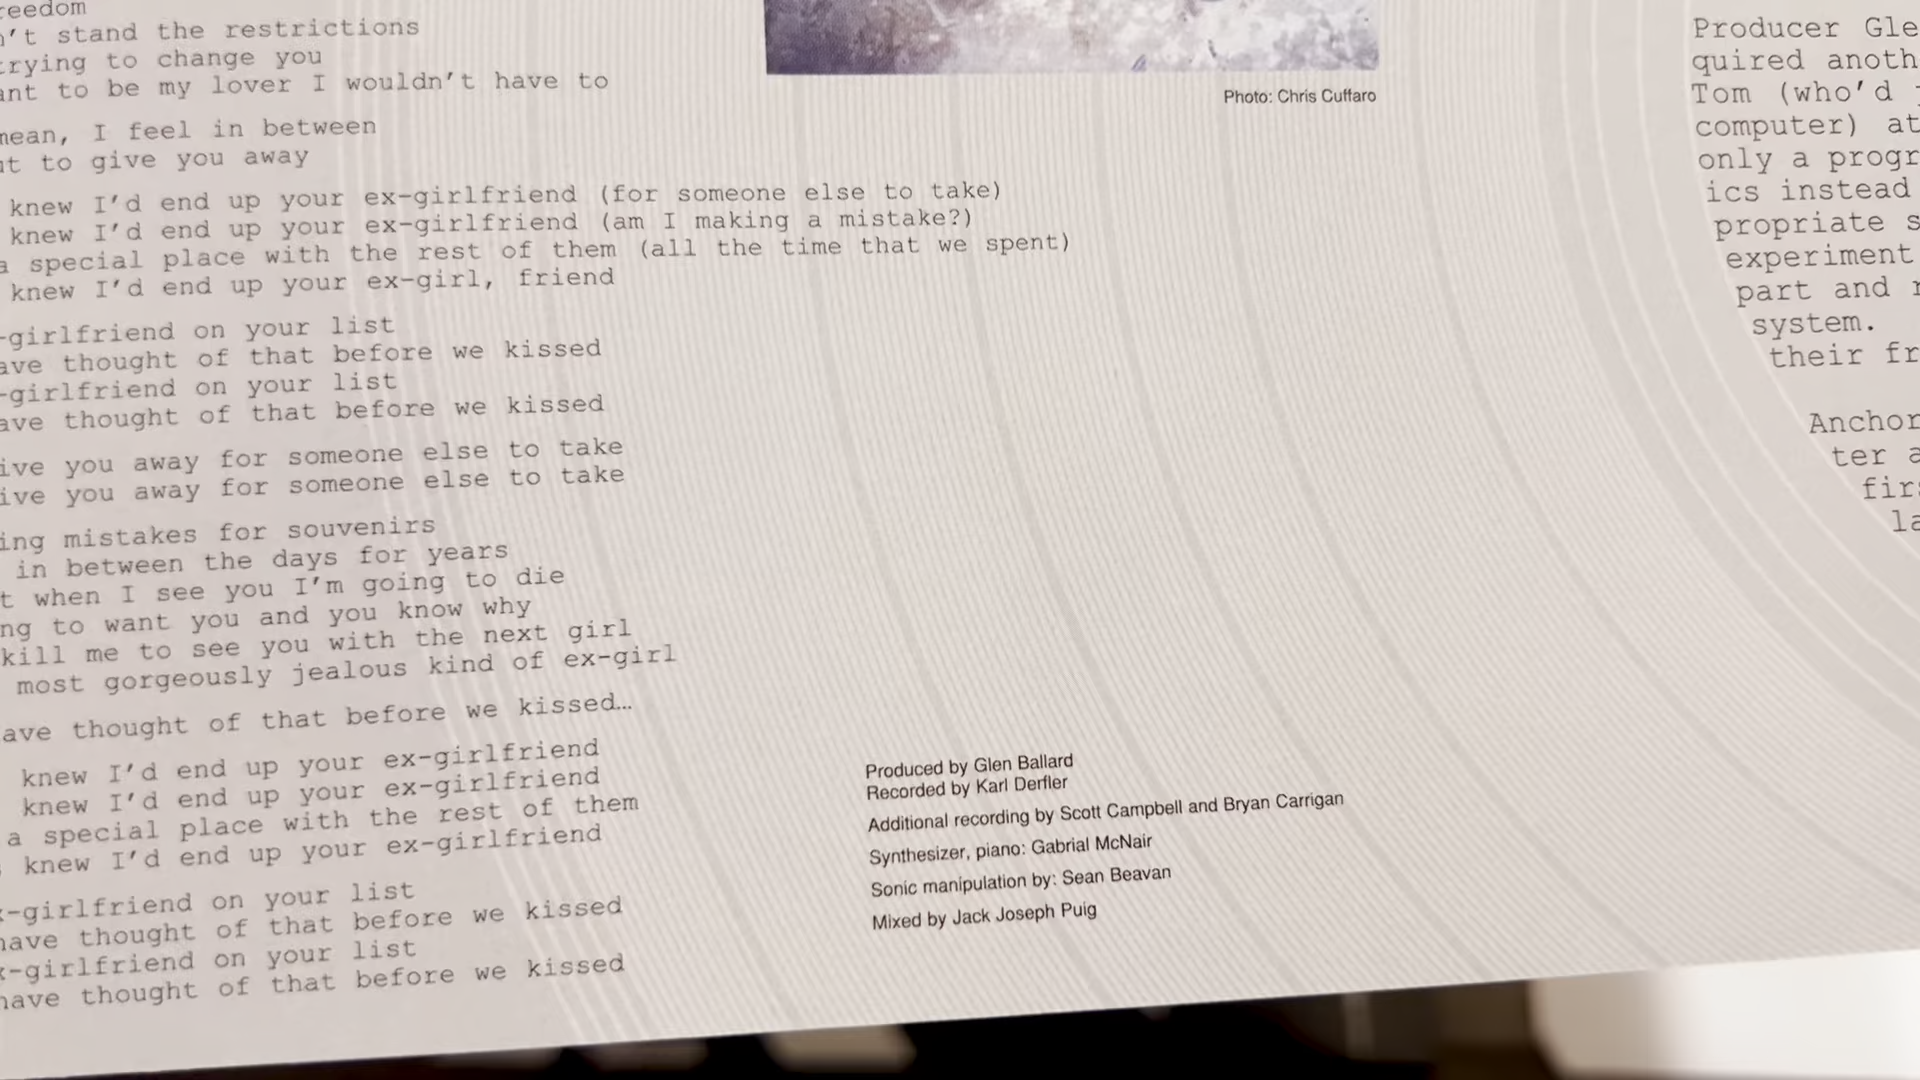 reedom
n't stand the restrictions
trying to change you
ant to be my lover I wouldn't have to
mean, I feel in between
ut to give you away
knew I'd end up your ex-girlfriend (for someone else to take)
knew I'd end up your ex-girlfriend (am I making a mistake?)
a special place with the rest of them (all the time that we spent)
knew I'd end up your ex-girl, friend
-girlfriend on your list
ave thought of that before we kissed
-girlfriend on your list
ave thought of that before we kissed
ive you away for someone else to take
ive you away for someone else to take
ing mistakes for souvenirs
in between the days for years
t when I see you I'm going to die
ng to want you and you know why
kill me to see you with the next girl
most gorgeously jealous kind of ex-girl
ave thought of that before we kissed…
knew I'd end up your ex-girlfriend
knew I'd end up your ex-girlfriend
a special place with the rest of them
knew I'd end up your ex-girlfriend
x-girlfriend on your list
have thought of that before we kissed
x-girlfriend on your list
have thought of that before we kissed
Photo: Chris Cuffaro
Produced by Glen Ballard
Recorded by Karl Derfler
Additional recording by Scott Campbell and Bryan Carrigan
Synthesizer, piano: Gabrial McNair
Sonic manipulation by: Sean Beavan
Mixed by Jack Joseph Puig
Producer Gle
quired anoth
Tom (who'd
computer) at
only a progr
ics instead
propriate s
experiment
part and
system.
their fr
Anchor
ter a
firs
la